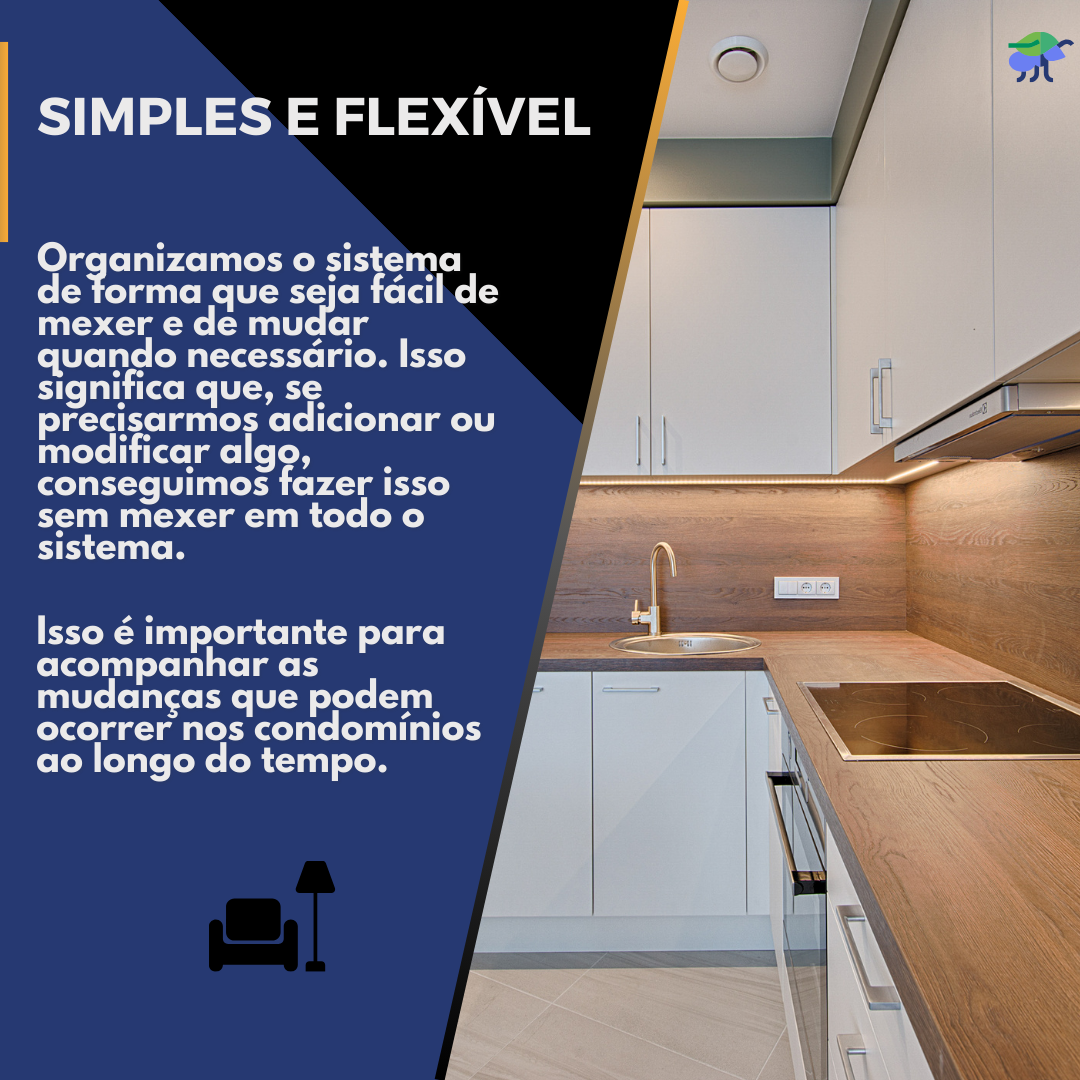 SIMPLES E FLEXÍVEL
Organizamos o sistema
de forma que seja fácil de
mexer e de mudar
quando necessário. Isso
significa que, se
precisarmos adicionar ou
modificar algo,
conseguimos fazer isso
sem mexer em todo o
sistema.
Isso é importante para
acompanhar as
mudanças que podem
ocorrer nos condomínios
ao longo do tempo.